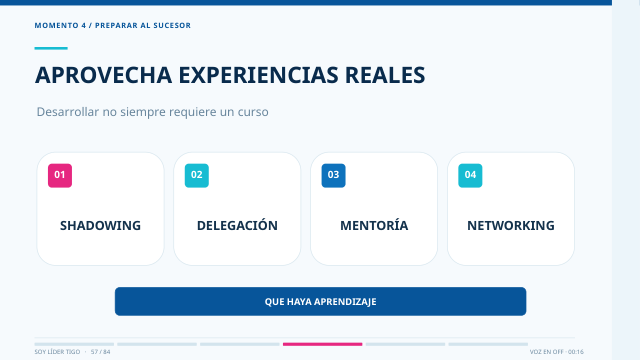 MOMENTO 4 / PREPARAR AL SUCESOR
APROVECHA EXPERIENCIAS REALES
Desarrollar no siempre requiere un curso
01
02
03
04
SHADOWING
DELEGACIÓN
MENTORÍA
NETWORKING
QUE HAYA APRENDIZAJE
SOY LÍDER TIGO · 57 / 84
VOZ EN OFF · 00:16